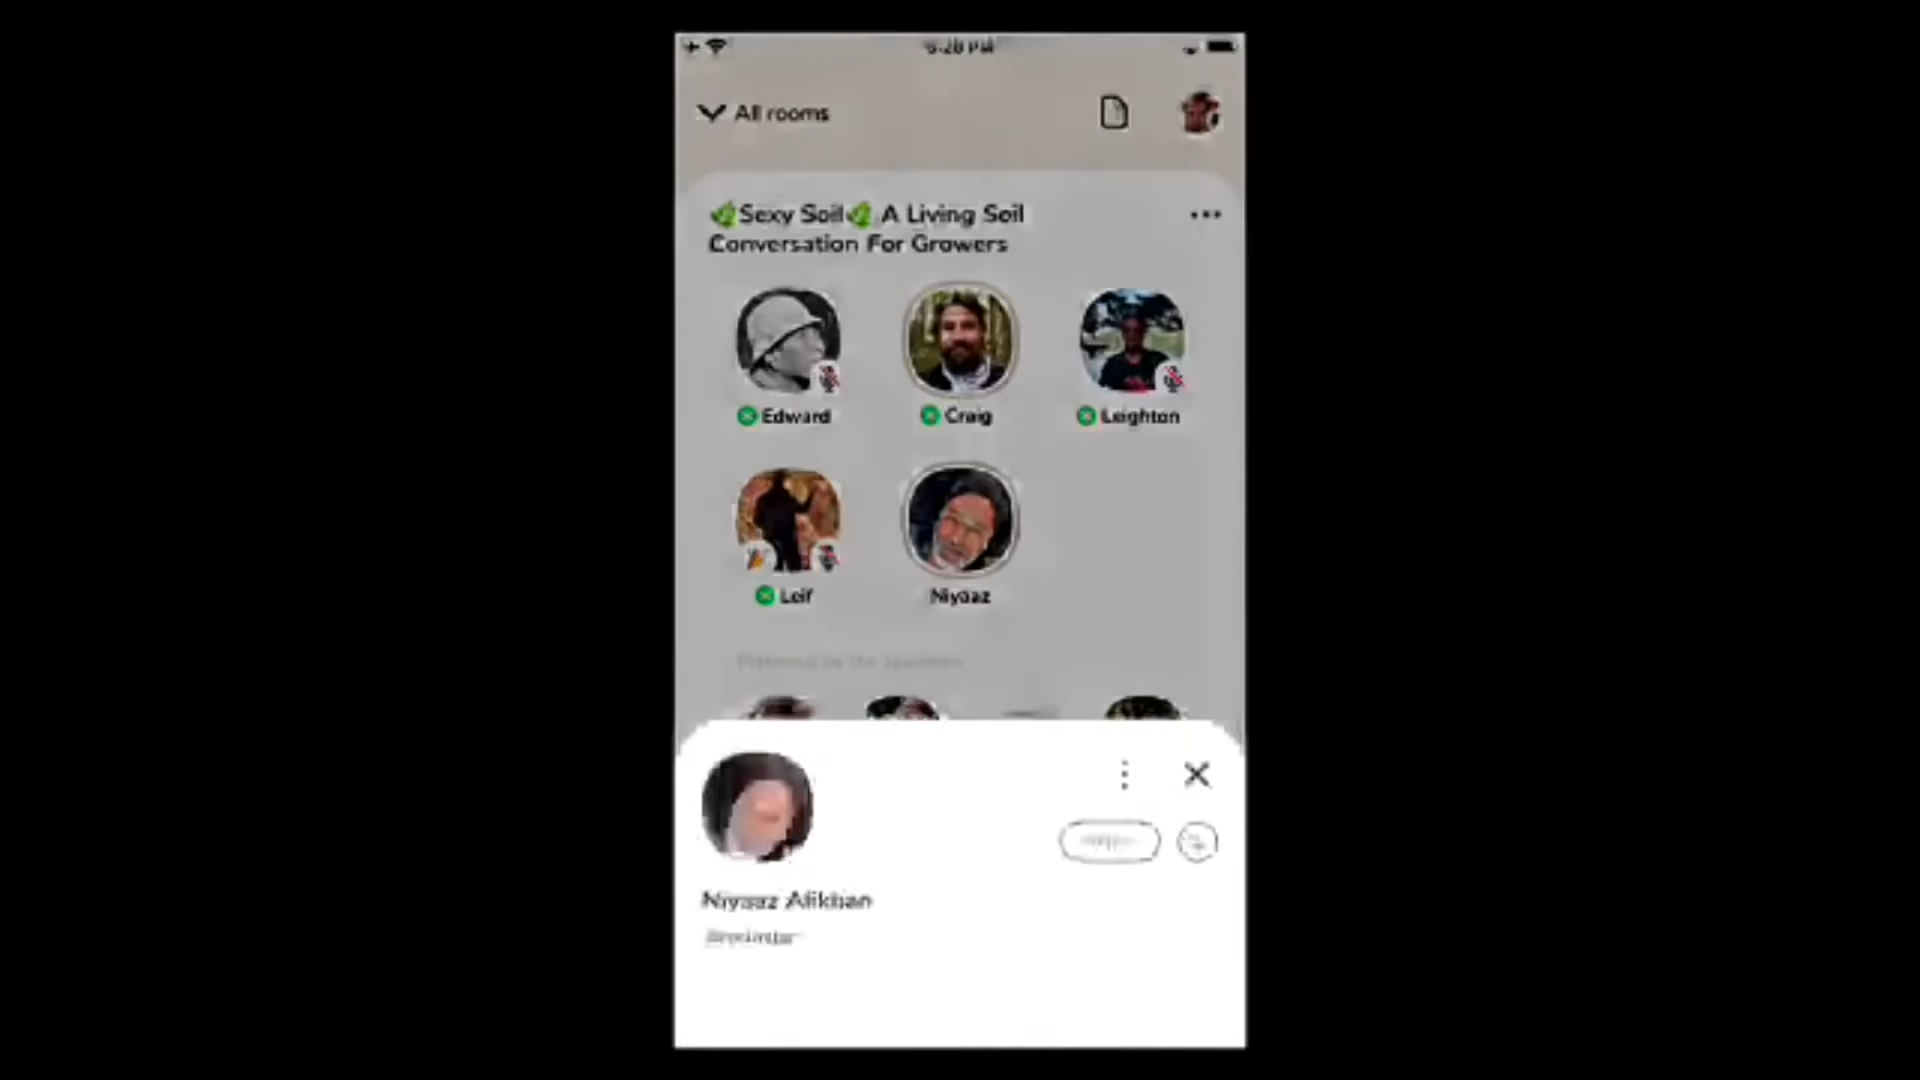 All rooms
🌿Sexy Soil🌿 A Living Soil
Conversation For Growers
Edward
Craig
Leighton
Leif
Niyaaz
Niyaaz Alikhan